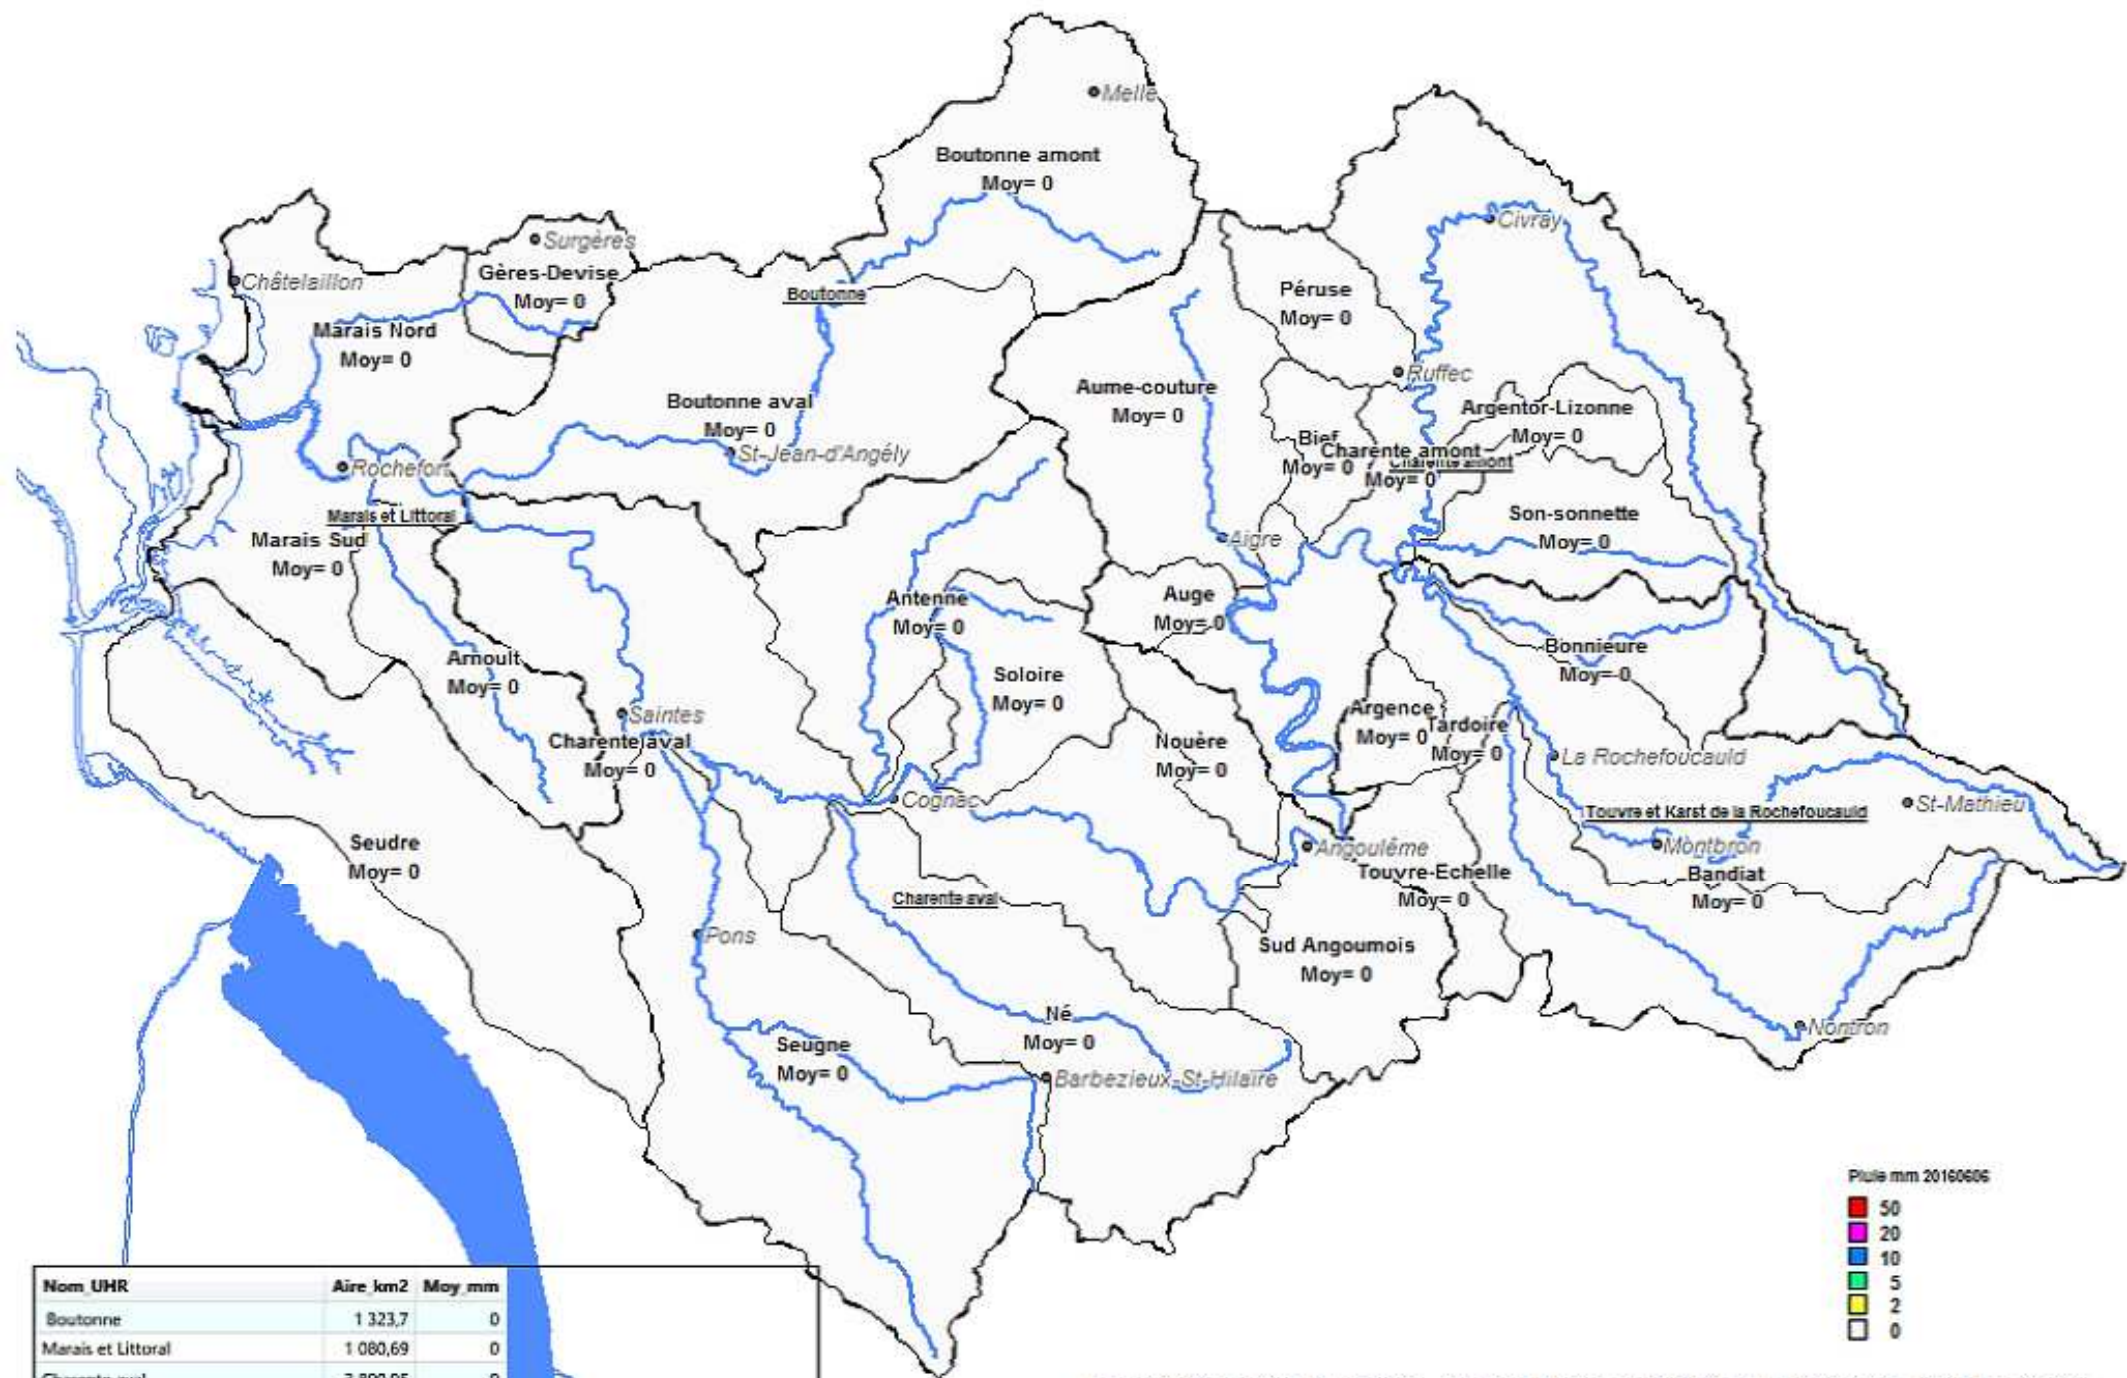 Melle
Boutonne amont
Moy= 0
Civray
Surgères
Gères-Devise
Moy= 0
Châtelaillon
Boutonne
Péruse
Moy= 0
Marais Nord
Moy= 0
Ruffec
Aume-couture
Moy= 0
Boutonne aval
Moy= 0
Argentor-Lizonne
Moy= 0
Bief
Moy= 0
Charente amont
Charente amont
Moy= 0
St-Jean-d'Angély
Rochefort
Marais et Littoral
Son-sonnette
Moy= 0
Marais Sud
Moy= 0
Aigre
Antenne
Moy= 0
Auge
Moy= 0
Bonnieure
Moy= 0
Arnoult
Moy= 0
Soloire
Moy= 0
Saintes
Argence
Moy= 0
Tardoire
Moy= 0
Charente aval
Moy= 0
Nouère
Moy= 0
La Rochefoucauld
Cognac
St-Mathieu
Touvre et Karst de la Rochefoucauld
Seudre
Moy= 0
Angoulême
Montbron
Touvre-Echelle
Moy= 0
Bandiat
Moy= 0
Charente aval
Pons
Sud Angoumois
Moy= 0
Né
Moy= 0
Nontron
Seugne
Moy= 0
Barbezieux-St-Hilaire
Pluie mm 20160606
50
20
10
5
2
0
Nom_UHR Aire_km2 Moy_mm
Boutonne 1 323,7 0
Marais et Littoral 1 080,69 0